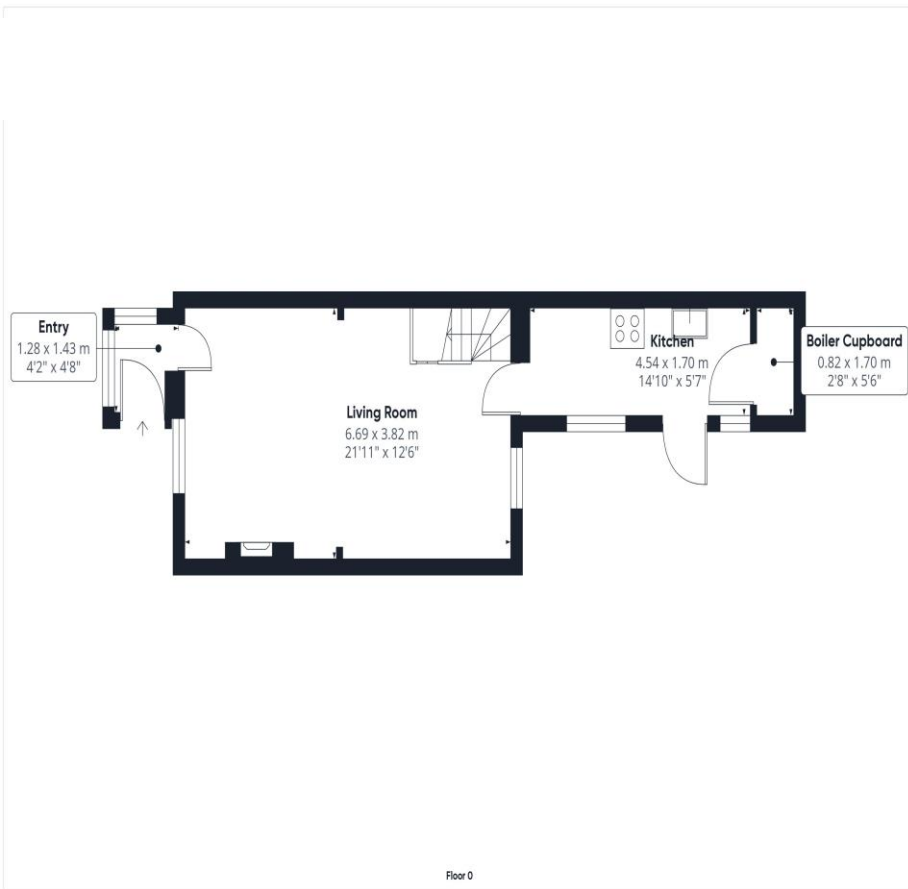 Entry
1.28 x 1.43 m
4'2" x 4'8"
Living Room
6.69 x 3.82 m
21'11" x 12'6"
Kitchen
4.54 x 1.70 m
14'10" x 5'7"
Boiler Cupboard
0.82 x 1.70 m
2'8" x 5'6"
Floor 0